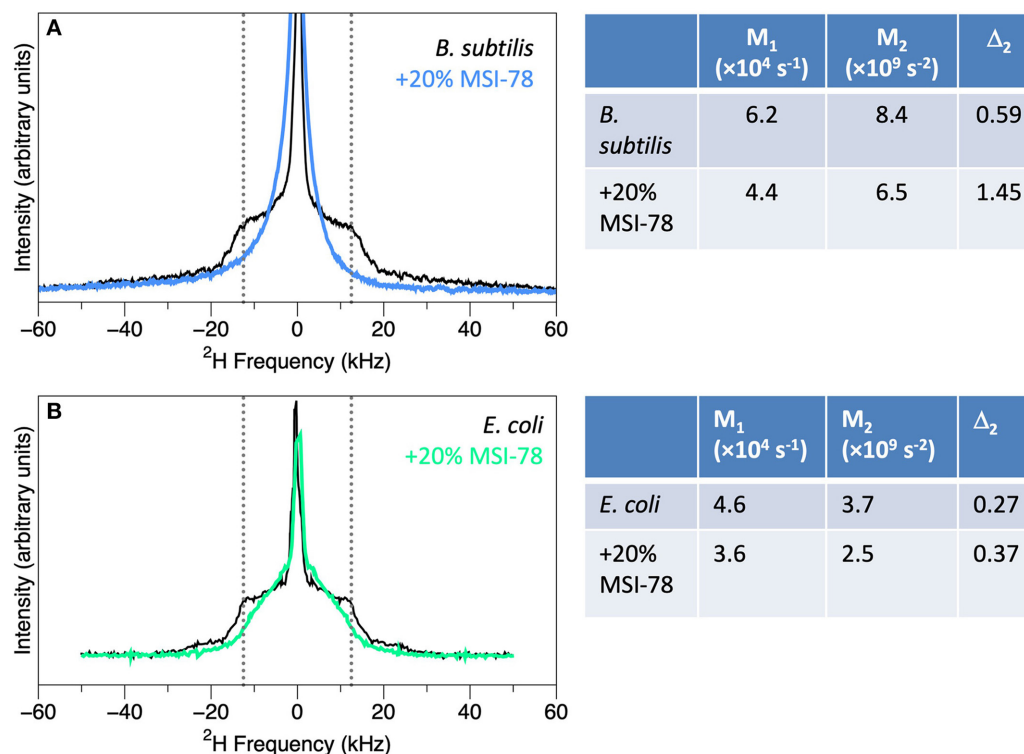 A
B. subtilis
+20% MSI-78
Intensity (arbitrary units)
−60 −40 −20 0 20 40 60
²H Frequency (kHz)
M₁ (×10⁴ s⁻¹) M₂ (×10⁹ s⁻²) Δ₂
B. subtilis 6.2 8.4 0.59
+20% MSI-78 4.4 6.5 1.45
B
E. coli
+20% MSI-78
Intensity (arbitrary units)
−60 −40 −20 0 20 40 60
²H Frequency (kHz)
M₁ (×10⁴ s⁻¹) M₂ (×10⁹ s⁻²) Δ₂
E. coli 4.6 3.7 0.27
+20% MSI-78 3.6 2.5 0.37